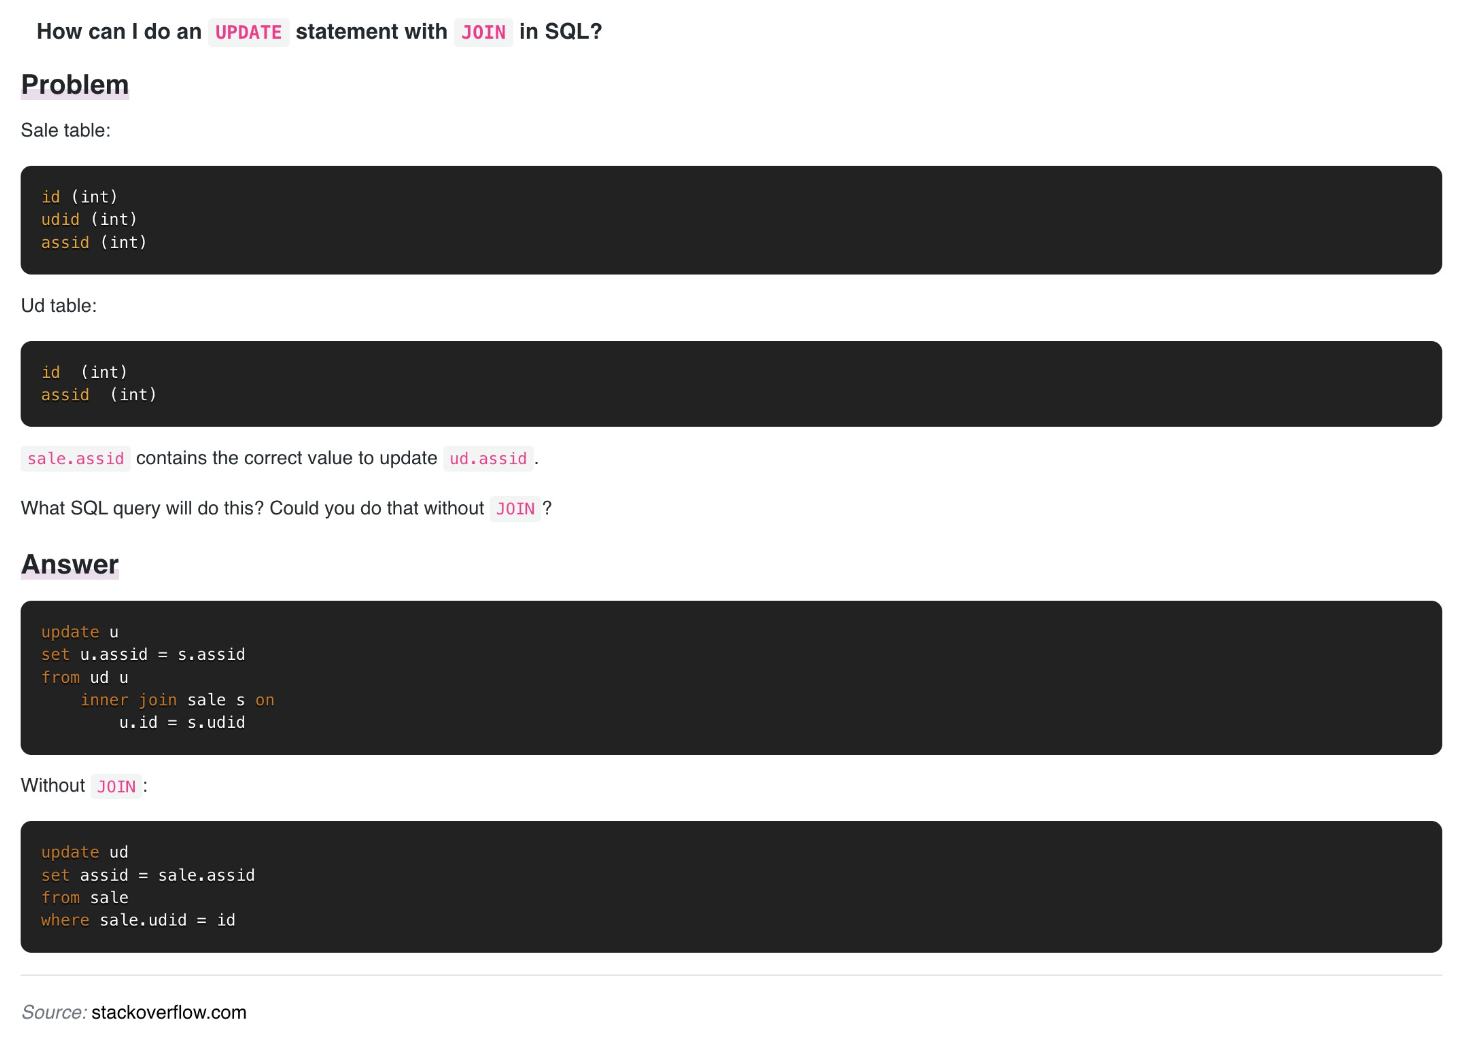 How can I do an UPDATE statement with JOIN in SQL?
Problem
Sale table:
id (int)
udid (int)
assid (int)
Ud table:
id  (int)
assid  (int)
sale.assid contains the correct value to update ud.assid.
What SQL query will do this? Could you do that without JOIN?
Answer
update u
set u.assid = s.assid
from ud u
    inner join sale s on
        u.id = s.udid
Without JOIN:
update ud
set assid = sale.assid
from sale
where sale.udid = id
Source: stackoverflow.com